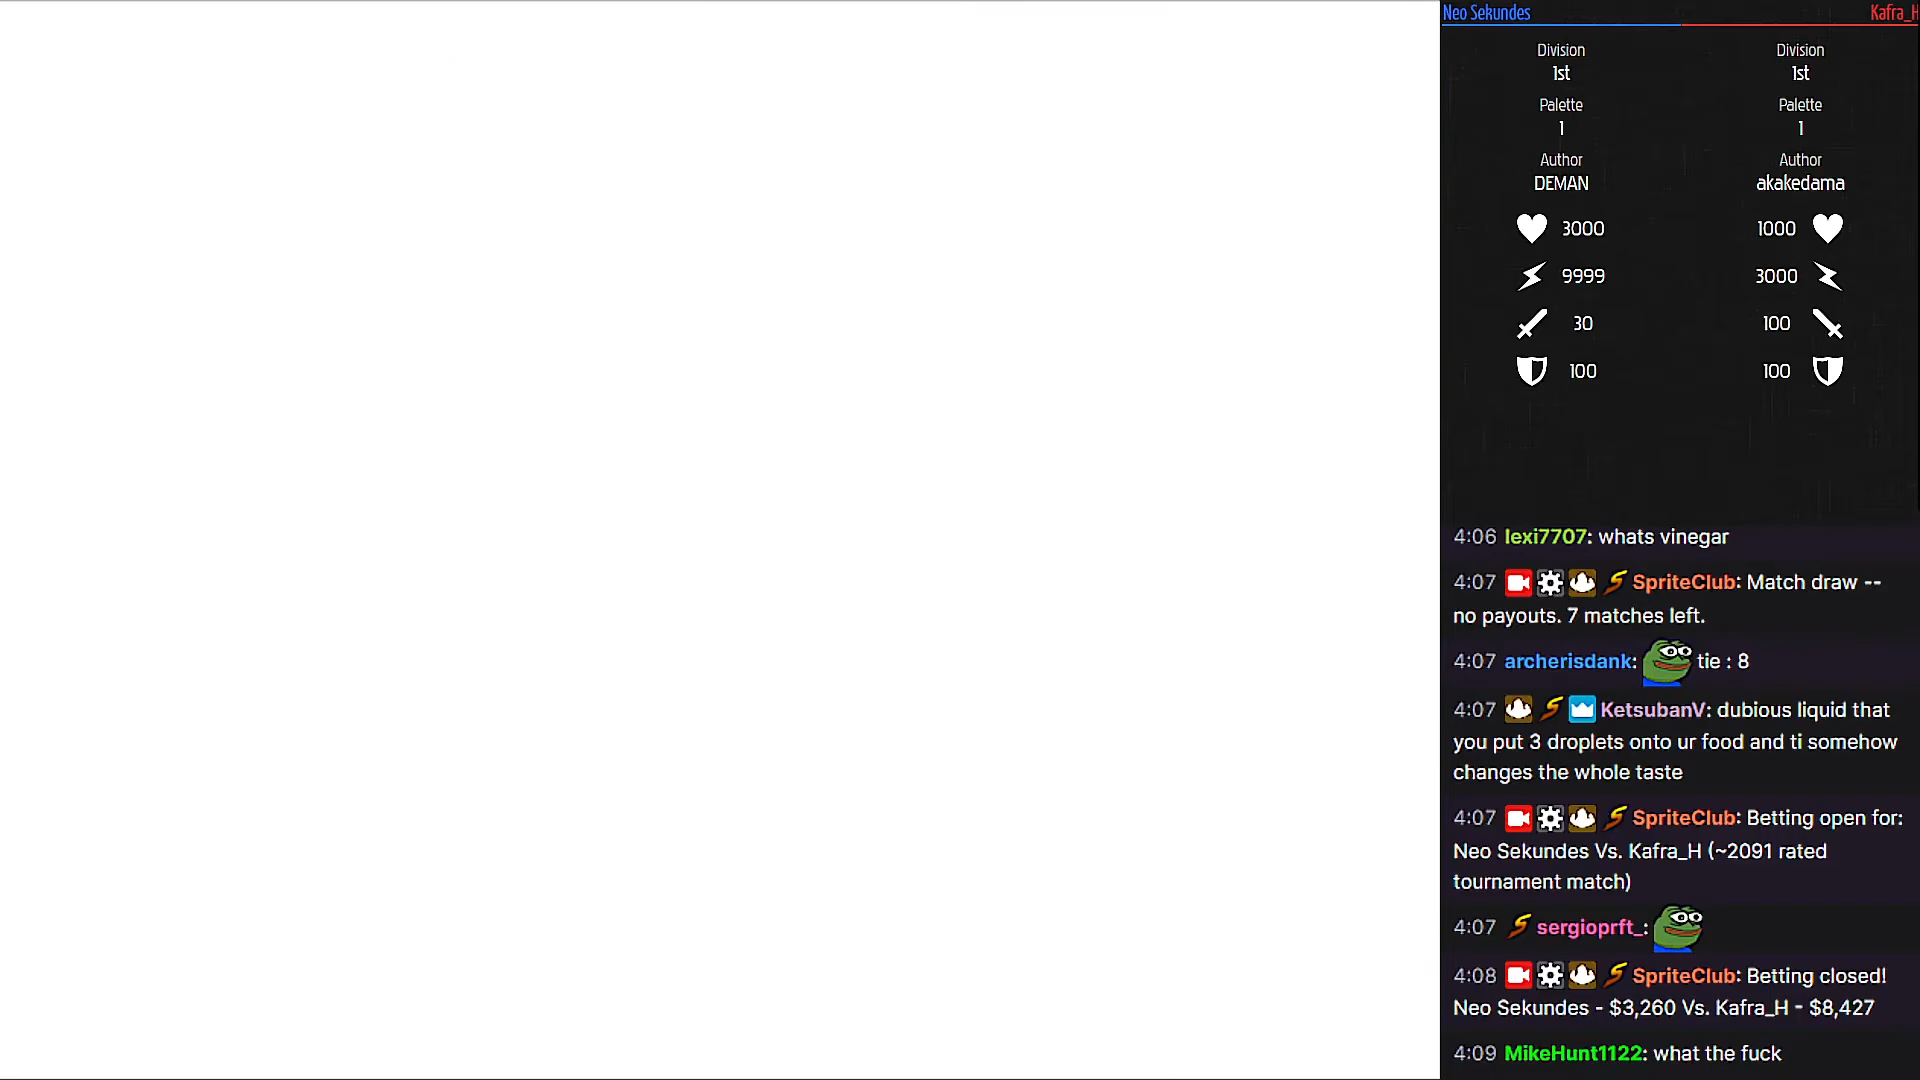 Neo Sekundes Kafra_H
Division Division
1st 1st
Palette Palette
1 1
Author Author
DEMAN akakedama
3000 1000
9999 3000
30 100
100 100
4:06 lexi7707: whats vinegar
4:07 SpriteClub: Match draw --
no payouts. 7 matches left.
4:07 archerisdank: tie : 8
4:07 KetsubanV: dubious liquid that
you put 3 droplets onto ur food and ti somehow
changes the whole taste
4:07 SpriteClub: Betting open for:
Neo Sekundes Vs. Kafra_H (~2091 rated
tournament match)
4:07 sergioprft_:
4:08 SpriteClub: Betting closed!
Neo Sekundes - $3,260 Vs. Kafra_H - $8,427
4:09 MikeHunt1122: what the fuck